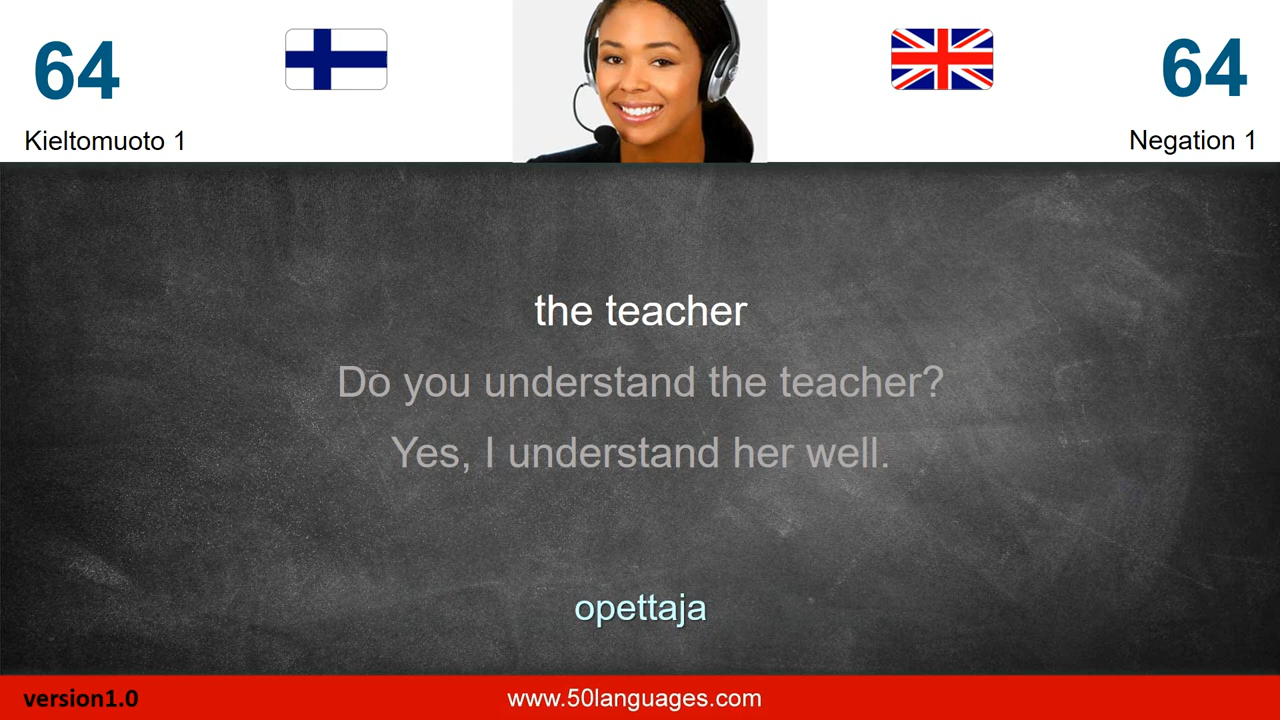 64
64
Kieltomuoto 1
Negation 1
the teacher
Do you understand the teacher?
Yes, I understand her well.
opettaja
version1.0
www.50languages.com